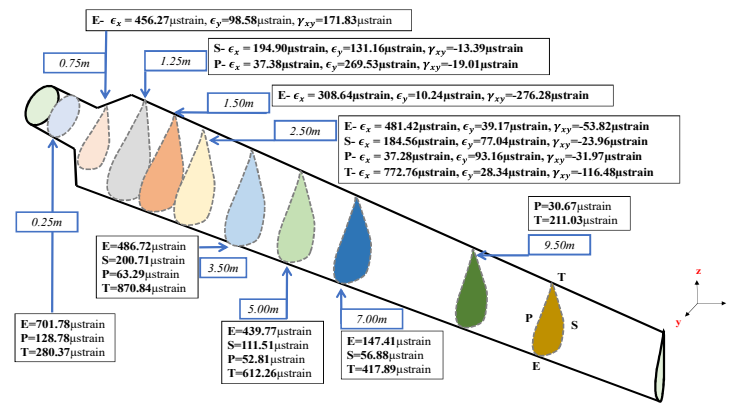 E- ϵx = 456.27µstrain, ϵy=98.58µstrain, γxy=171.83µstrain
0.75m
1.25m
S- ϵx = 194.90µstrain, ϵy=131.16µstrain, γxy=-13.39µstrain
P- ϵx = 37.38µstrain, ϵy=269.53µstrain, γxy=-19.01µstrain
1.50m
E- ϵx = 308.64µstrain, ϵy=10.24µstrain, γxy=-276.28µstrain
2.50m
E- ϵx = 481.42µstrain, ϵy=39.17µstrain, γxy=-53.82µstrain
S- ϵx = 184.56µstrain, ϵy=77.04µstrain, γxy=-23.96µstrain
P- ϵx = 37.28µstrain, ϵy=93.16µstrain, γxy=-31.97µstrain
T- ϵx = 772.76µstrain, ϵy=28.34µstrain, γxy=-116.48µstrain
0.25m
E=701.78µstrain
P=128.78µstrain
T=280.37µstrain
E=486.72µstrain
S=200.71µstrain
P=63.29µstrain
T=870.84µstrain
3.50m
5.00m
E=439.77µstrain
S=111.51µstrain
P=52.81µstrain
T=612.26µstrain
7.00m
E=147.41µstrain
S=56.88µstrain
T=417.89µstrain
P=30.67µstrain
T=211.03µstrain
9.50m
T
P
S
E
z
x
y